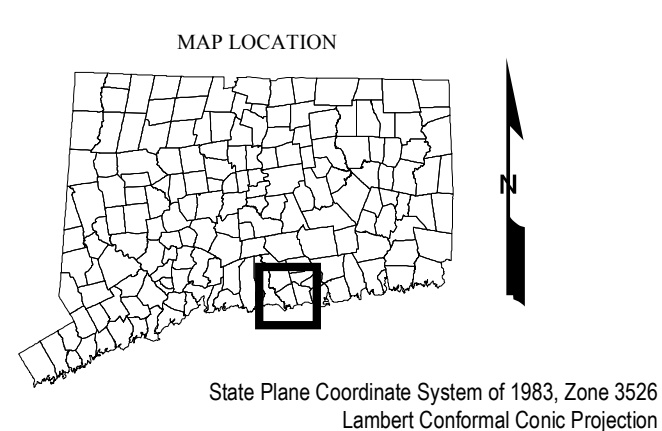 MAP LOCATION
N
State Plane Coordinate System of 1983, Zone 3526
Lambert Conformal Conic Projection